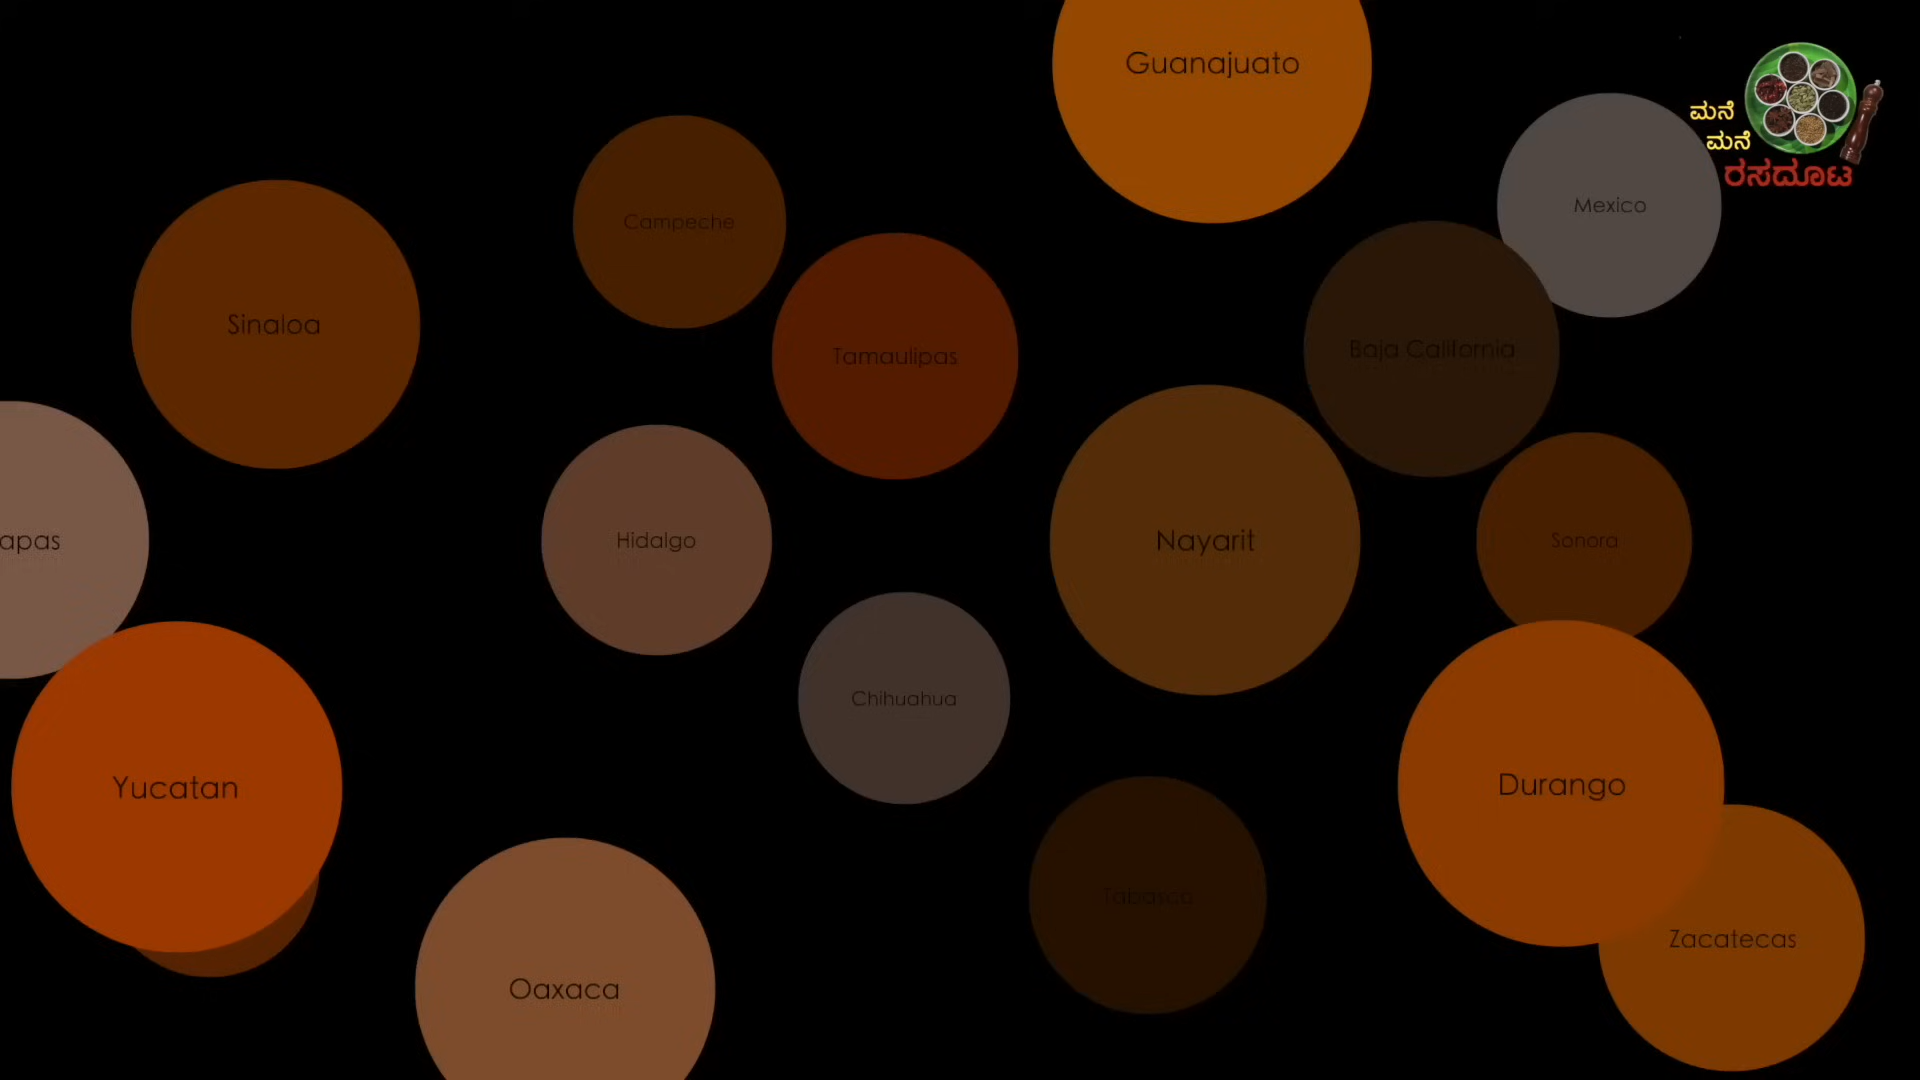 Guanajuato
ಮನೆ
ಮನೆ
ರಸದೂಟ
Mexico
Campeche
Sinaloa
Tamaulipas
Baja California
apas
Hidalgo
Nayarit
Sonora
Chihuahua
Yucatan
Durango
Tabasco
Zacatecas
Oaxaca